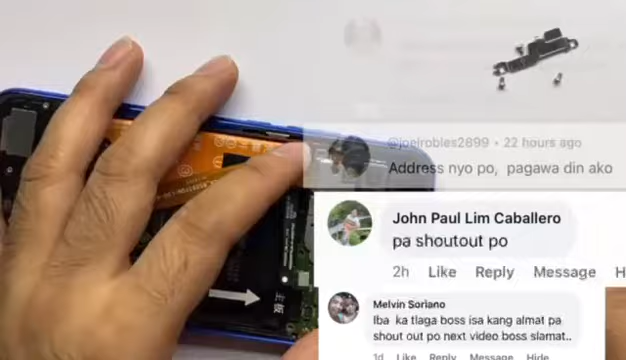 @joelrobles2899 • 22 hours ago
Address nyo po, pagawa din ako
John Paul Lim Caballero
pa shoutout po
2h Like Reply Message H
Melvin Soriano
Iba ka tlaga boss isa kang almat pa
shout out po next video boss slamat..
1d Like Reply Message Hide
主板